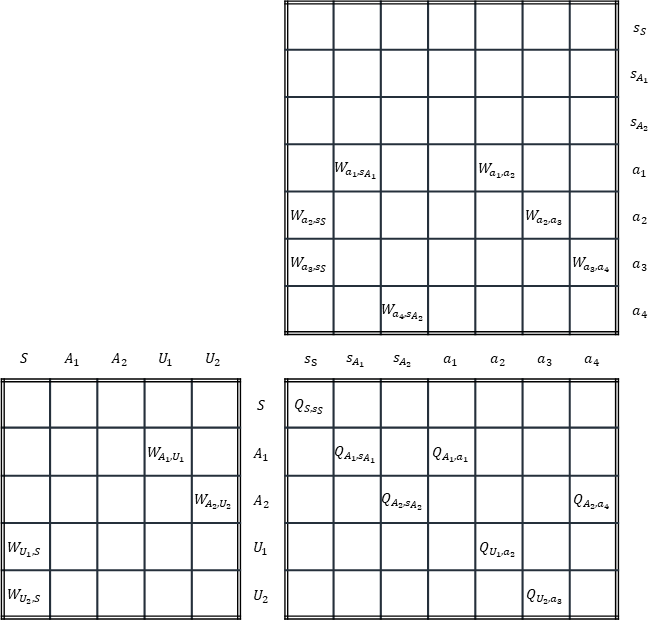 s_S
s_{A_1}
s_{A_2}
W_{a_1,s_{A_1}} W_{a_1,a_2} a_1
W_{a_2,s_S} W_{a_2,a_3} a_2
W_{a_3,s_S} W_{a_3,a_4} a_3
W_{a_4,s_{A_2}} a_4
S A_1 A_2 U_1 U_2 s_S s_{A_1} s_{A_2} a_1 a_2 a_3 a_4
S Q_{S,s_S}
W_{A_1,U_1} A_1 Q_{A_1,s_{A_1}} Q_{A_1,a_1}
W_{A_2,U_2} A_2 Q_{A_2,s_{A_2}} Q_{A_2,a_4}
W_{U_1,S} U_1 Q_{U_1,a_2}
W_{U_2,S} U_2 Q_{U_2,a_3}